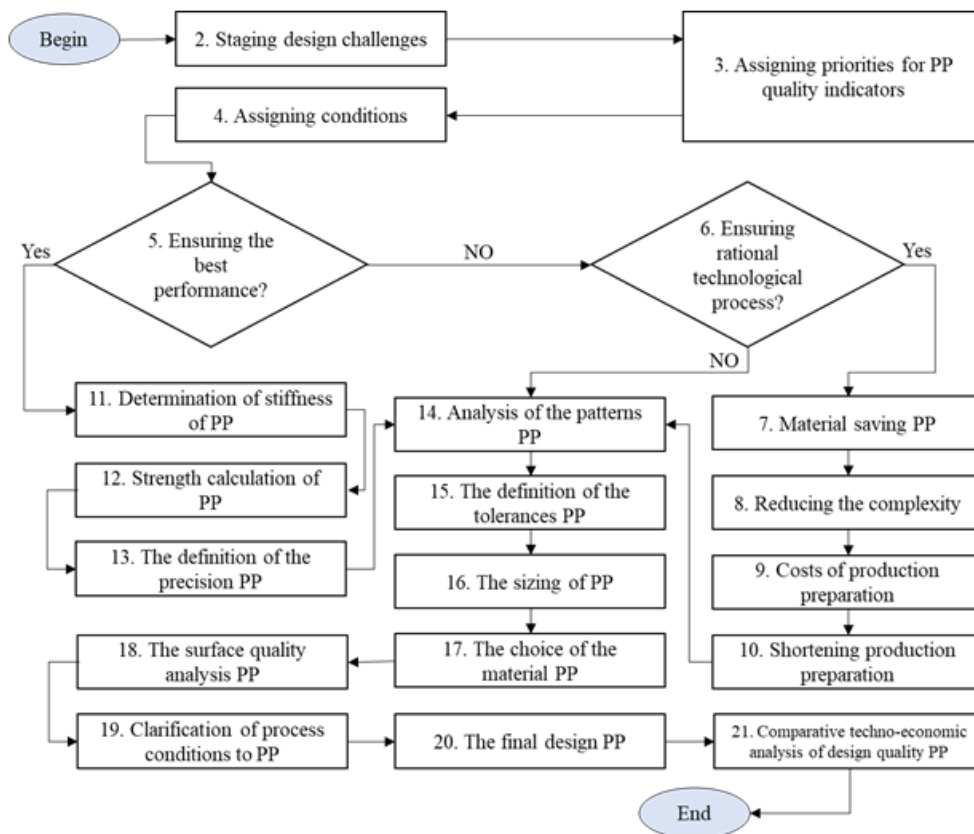 Begin
2. Staging design challenges
3. Assigning priorities for PP
quality indicators
4. Assigning conditions
5. Ensuring the
best
performance?
Yes
NO
6. Ensuring
rational
technological
process?
Yes
NO
11. Determination of stiffness
of PP
14. Analysis of the patterns
PP
7. Material saving PP
12. Strength calculation of
PP
15. The definition of the
tolerances PP
8. Reducing the complexity
13. The definition of the
precision PP
16. The sizing of PP
9. Costs of production
preparation
18. The surface quality
analysis PP
17. The choice of the
material PP
10. Shortening production
preparation
19. Clarification of process
conditions to PP
20. The final design PP
21. Comparative techno-economic
analysis of design quality PP
End